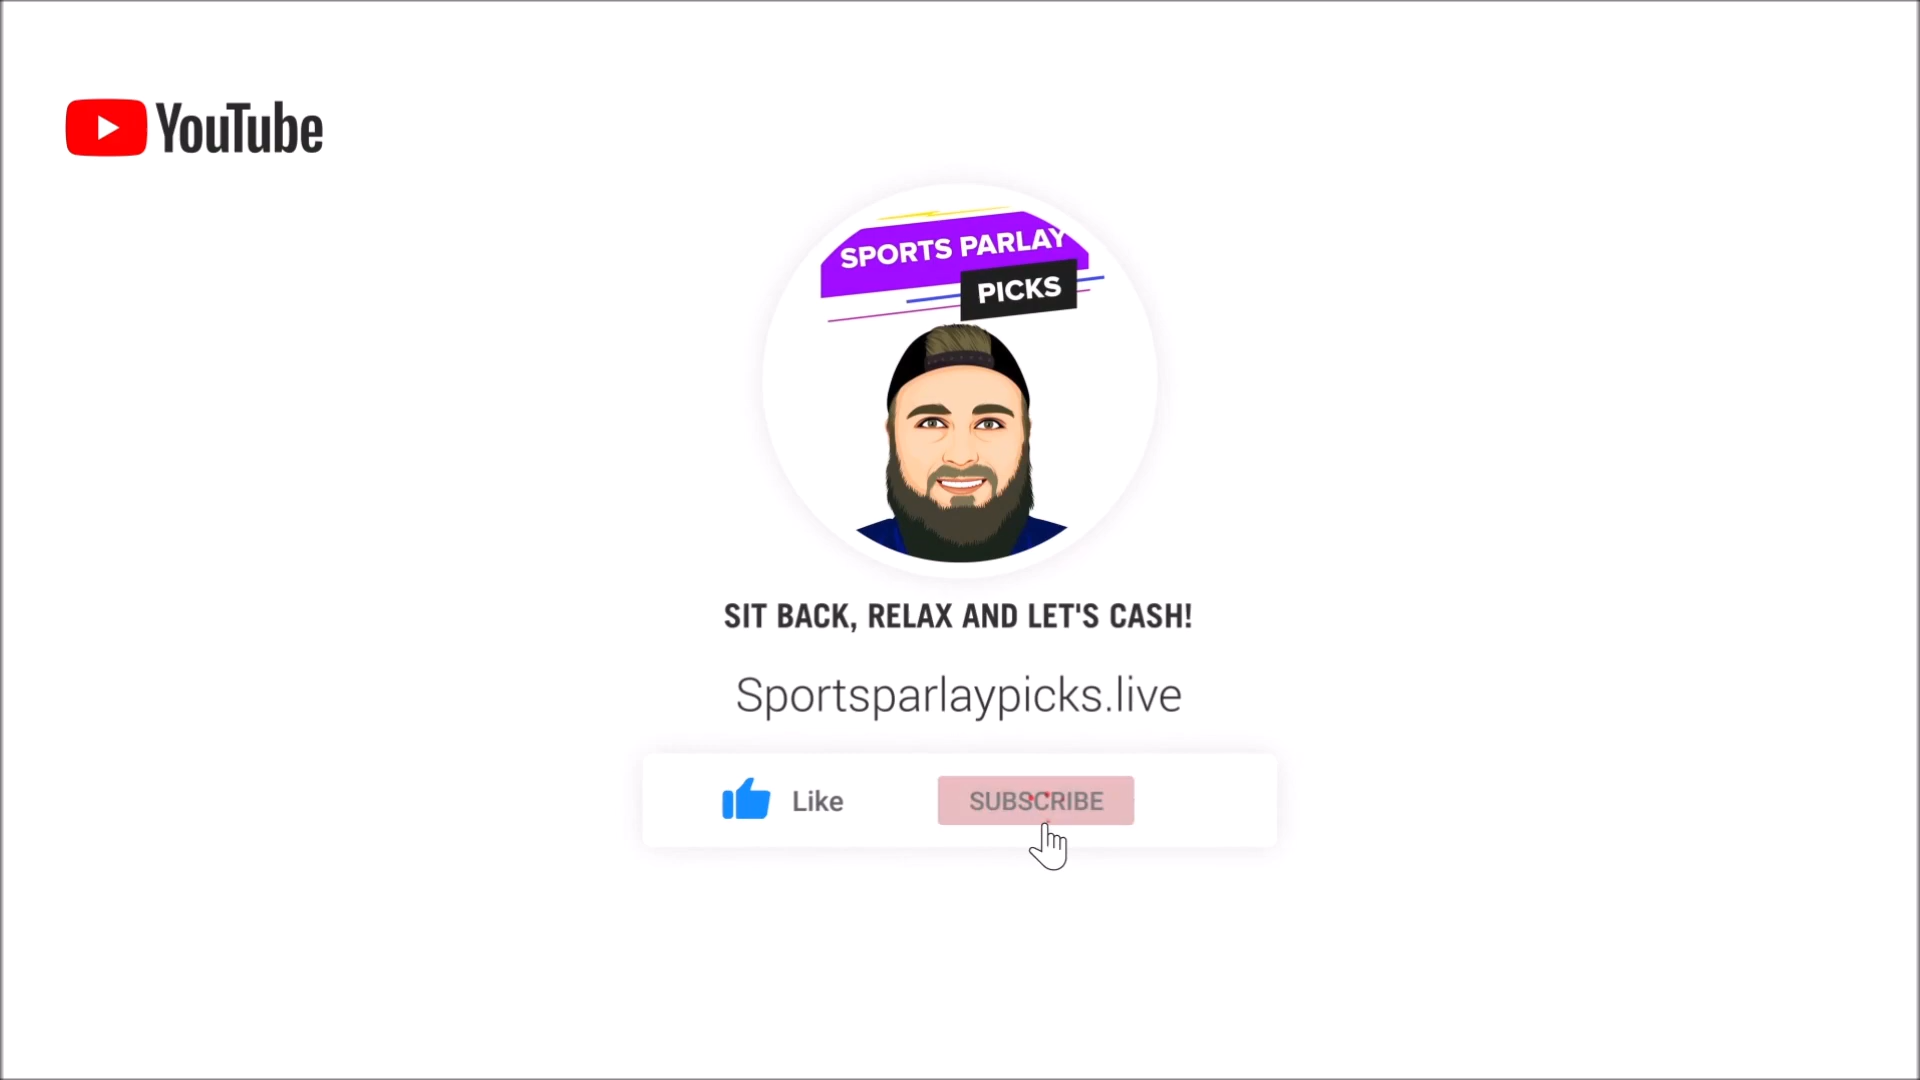 YouTube
SPORTS PARLAY
PICKS
SIT BACK, RELAX AND LET'S CASH!
Sportsparlaypicks.live
Like
SUBSCRIBE